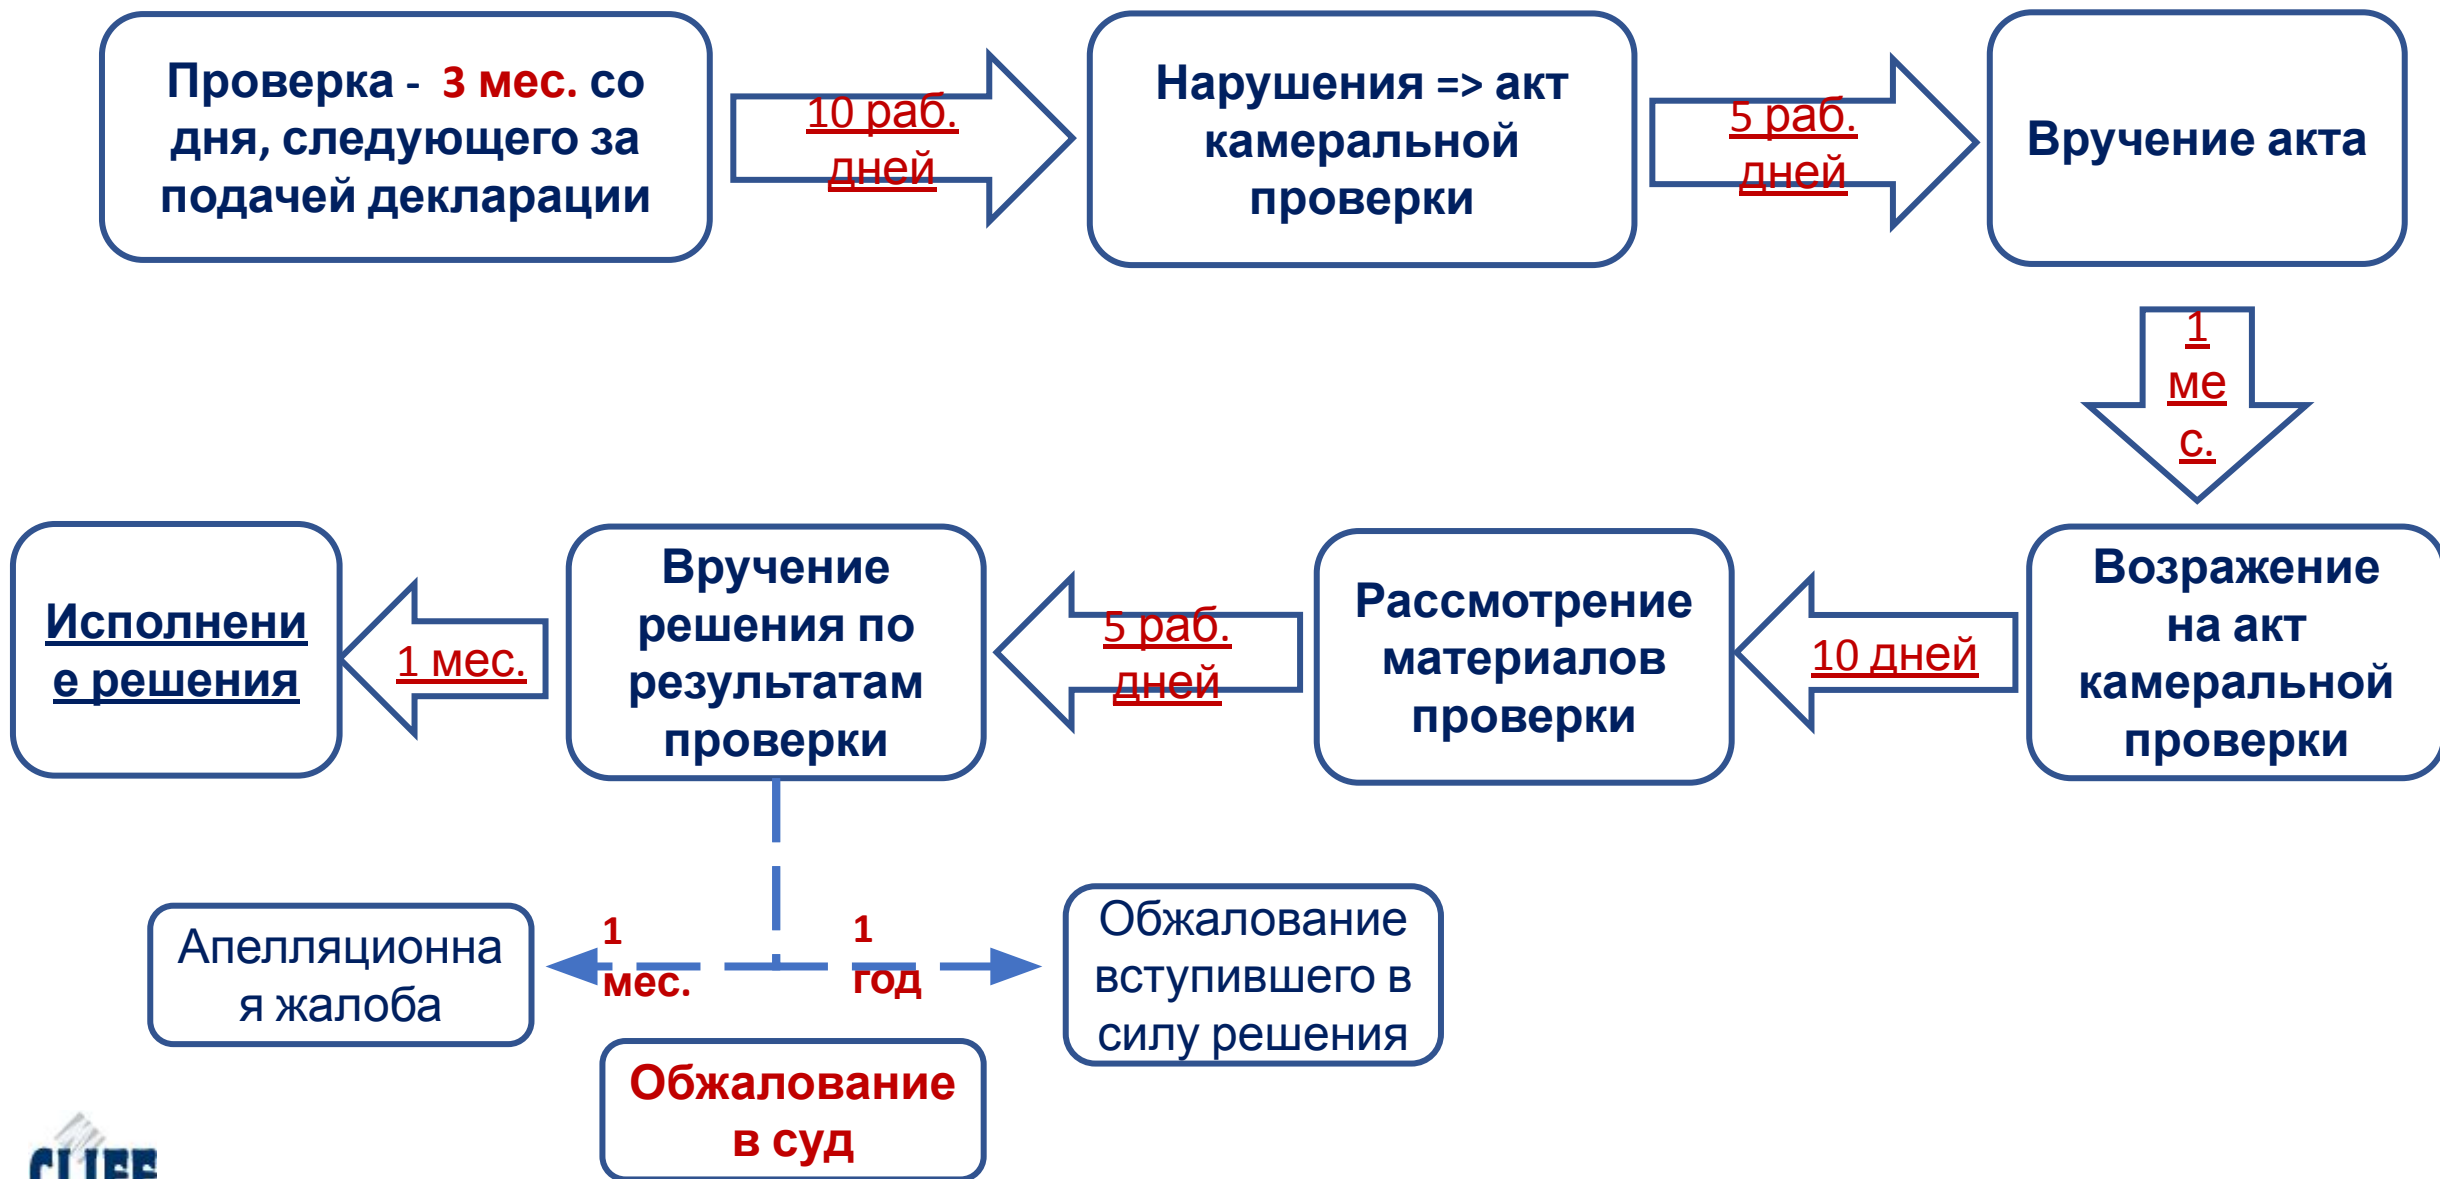 Проверка - 3 мес. со
дня, следующего за
подачей декларации
10 раб.
дней
Нарушения => акт
камеральной
проверки
5 раб.
дней
Вручение акта
1
ме
с.
Возражение
на акт
камеральной
проверки
10 дней
Рассмотрение
материалов
проверки
5 раб.
дней
Вручение
решения по
результатам
проверки
1 мес.
Исполнени
е решения
Апелляционна
я жалоба
1
мес.
1
год
Обжалование
вступившего в
силу решения
Обжалование
в суд